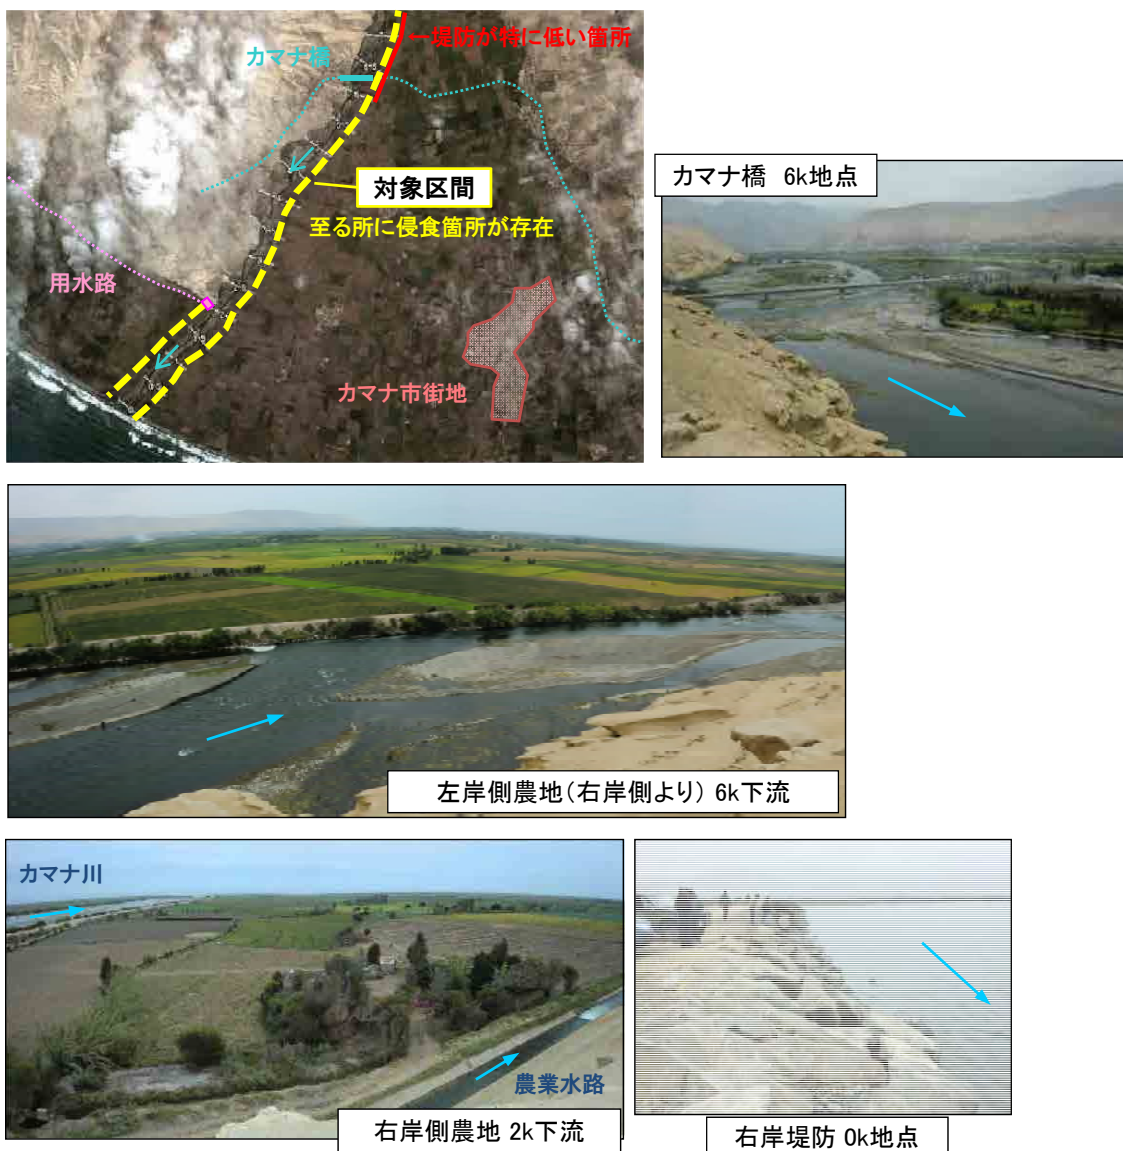 ←堤防が特に低い箇所
カマナ橋
対象区間
至る所に侵食箇所が存在
用水路
カマナ市街地
カマナ橋 6k地点
左岸側農地(右岸側より) 6k下流
カマナ川
農業水路
右岸側農地 2k下流
右岸堤防 0k地点